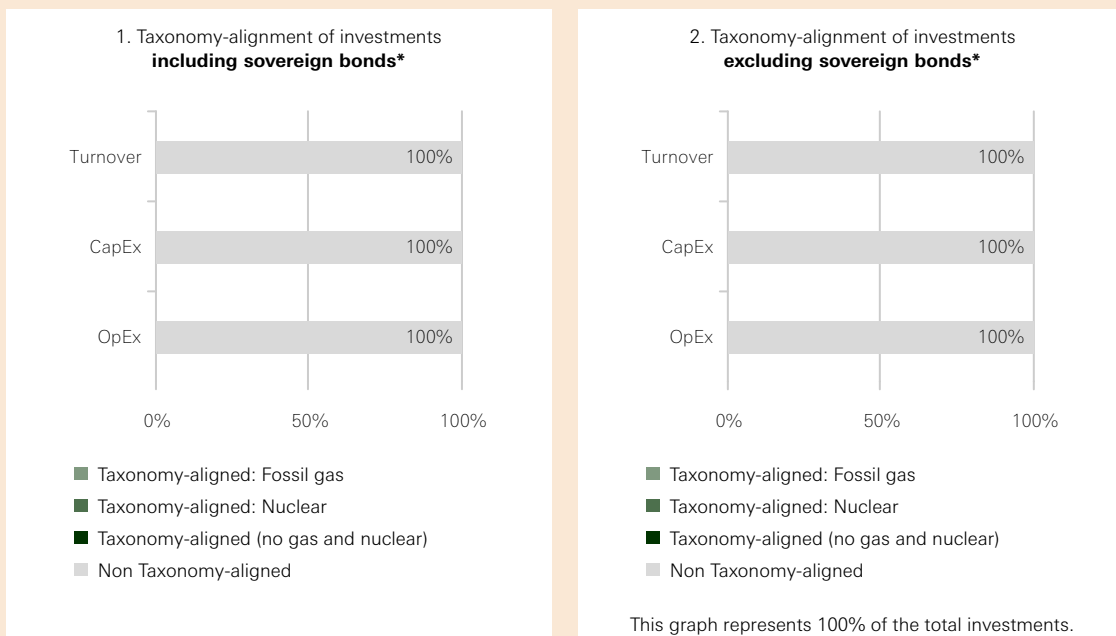 1. Taxonomy-alignment of investments
including sovereign bonds*
Turnover
100%
CapEx
100%
OpEx
100%
0% 50% 100%
Taxonomy-aligned: Fossil gas
Taxonomy-aligned: Nuclear
Taxonomy-aligned (no gas and nuclear)
Non Taxonomy-aligned
2. Taxonomy-alignment of investments
excluding sovereign bonds*
Turnover
100%
CapEx
100%
OpEx
100%
0% 50% 100%
Taxonomy-aligned: Fossil gas
Taxonomy-aligned: Nuclear
Taxonomy-aligned (no gas and nuclear)
Non Taxonomy-aligned
This graph represents 100% of the total investments.